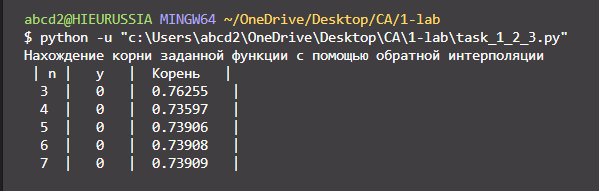 abcd2@HIEURUSSIA MINGW64 ~/OneDrive/Desktop/CA/1-lab
$ python -u "c:\Users\abcd2\OneDrive\Desktop\CA\1-lab\task_1_2_3.py"
Нахождение корни заданной функции с помощью обратной интерполяции
| n | y | Корень |
3 | 0 | 0.76255 |
4 | 0 | 0.73597 |
5 | 0 | 0.73906 |
6 | 0 | 0.73908 |
7 | 0 | 0.73909 |